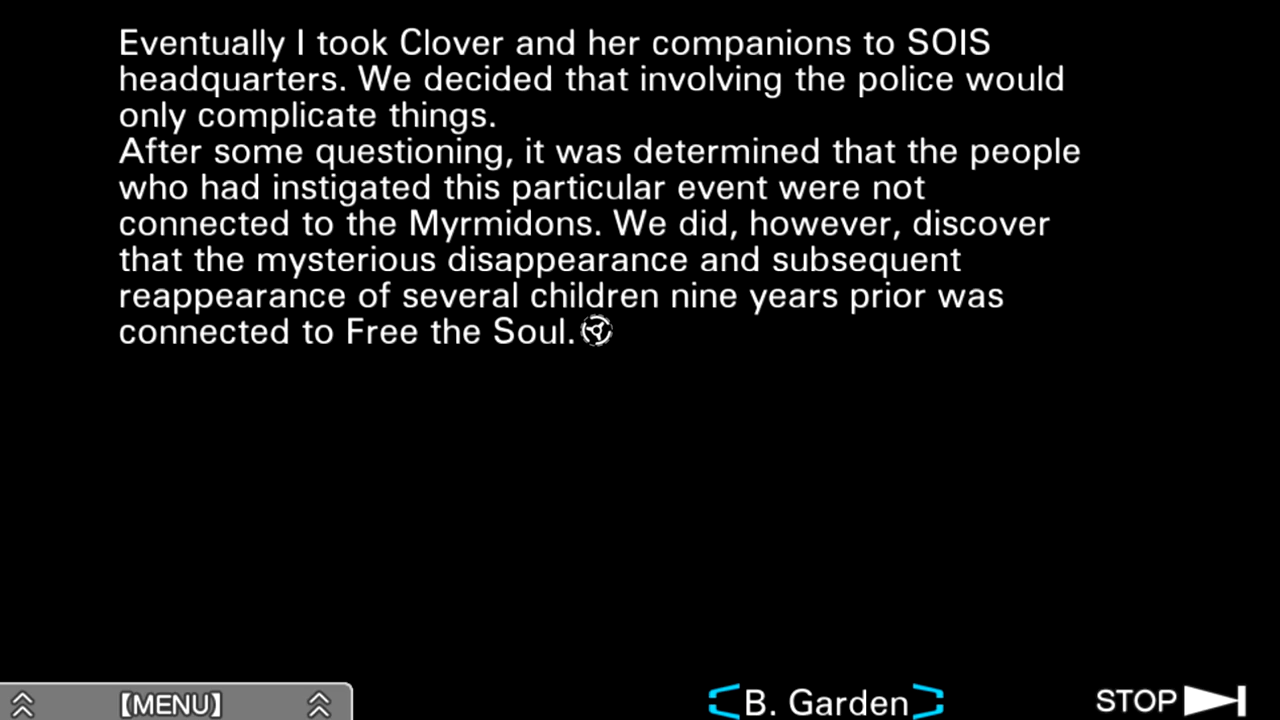 Eventually I took Clover and her companions to SOIS
headquarters. We decided that involving the police would
only complicate things.
After some questioning, it was determined that the people
who had instigated this particular event were not
connected to the Myrmidons. We did, however, discover
that the mysterious disappearance and subsequent
reappearance of several children nine years prior was
connected to Free the Soul.
【MENU】
B. Garden
STOP